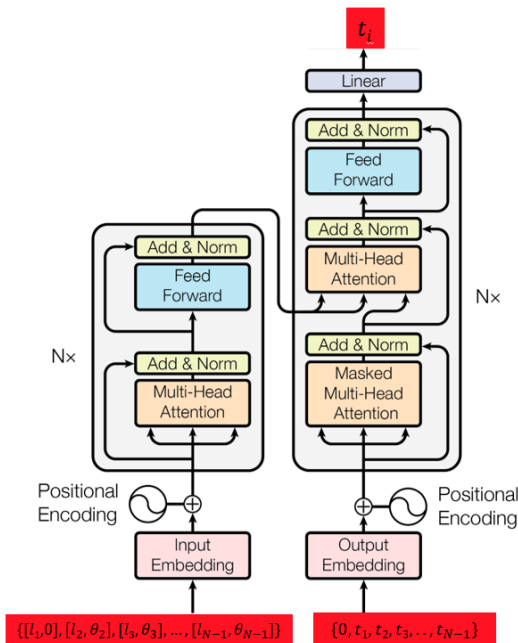 t_i
Linear
Add & Norm
Feed
Forward
Add & Norm
Multi-Head
Attention
N×
Add & Norm
Masked
Multi-Head
Attention
Add & Norm
Feed
Forward
N×
Add & Norm
Multi-Head
Attention
Positional
Encoding
Positional
Encoding
Input
Embedding
Output
Embedding
{[l_1,0],[l_2,θ_2],[l_3,θ_3],...,[l_{N-1},θ_{N-1}]}
{0,t_1,t_2,t_3,..,t_{N-1}}